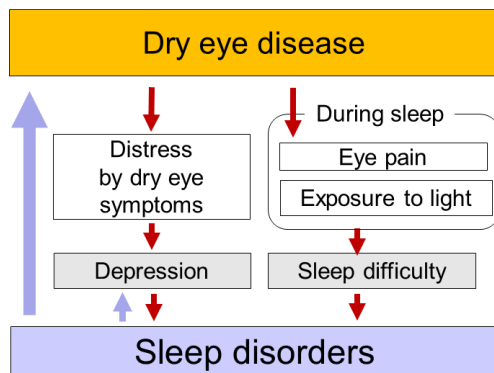 Dry eye disease
Distress
by dry eye
symptoms
During sleep
Eye pain
Exposure to light
Depression
Sleep difficulty
Sleep disorders